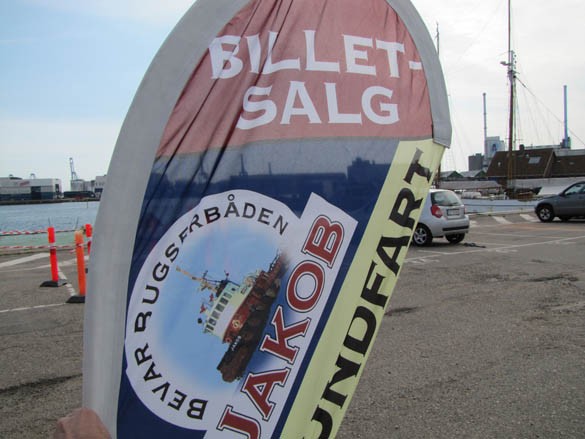 BILLET-
SALG
BEVAR BUGSERBÅDEN
JAKOB
UNDFART